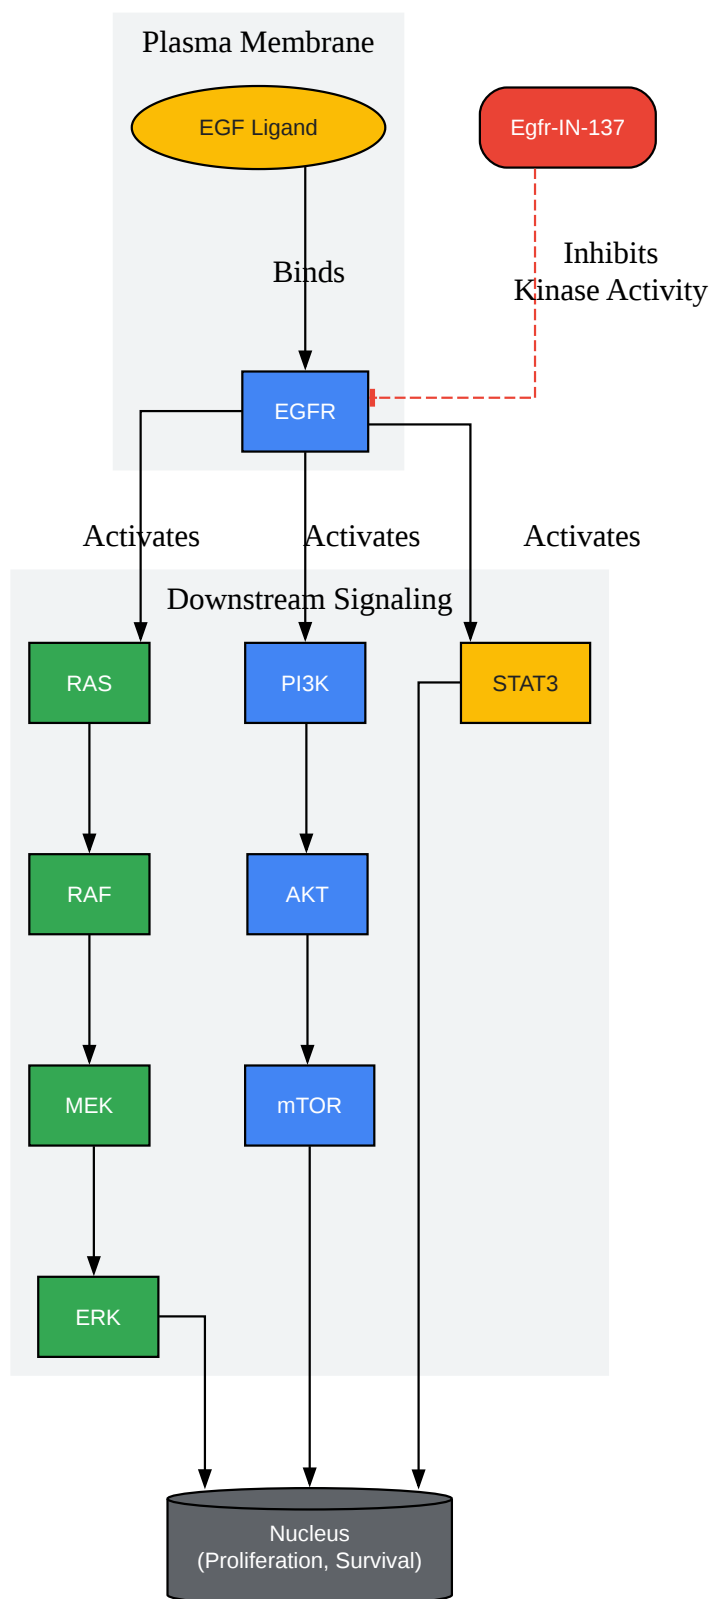 Plasma Membrane
EGF Ligand
Egfr-IN-137
Binds
Inhibits
Kinase Activity
EGFR
Activates
Activates
Activates
Downstream Signaling
RAS
PI3K
STAT3
RAF
AKT
MEK
mTOR
ERK
Nucleus
(Proliferation, Survival)